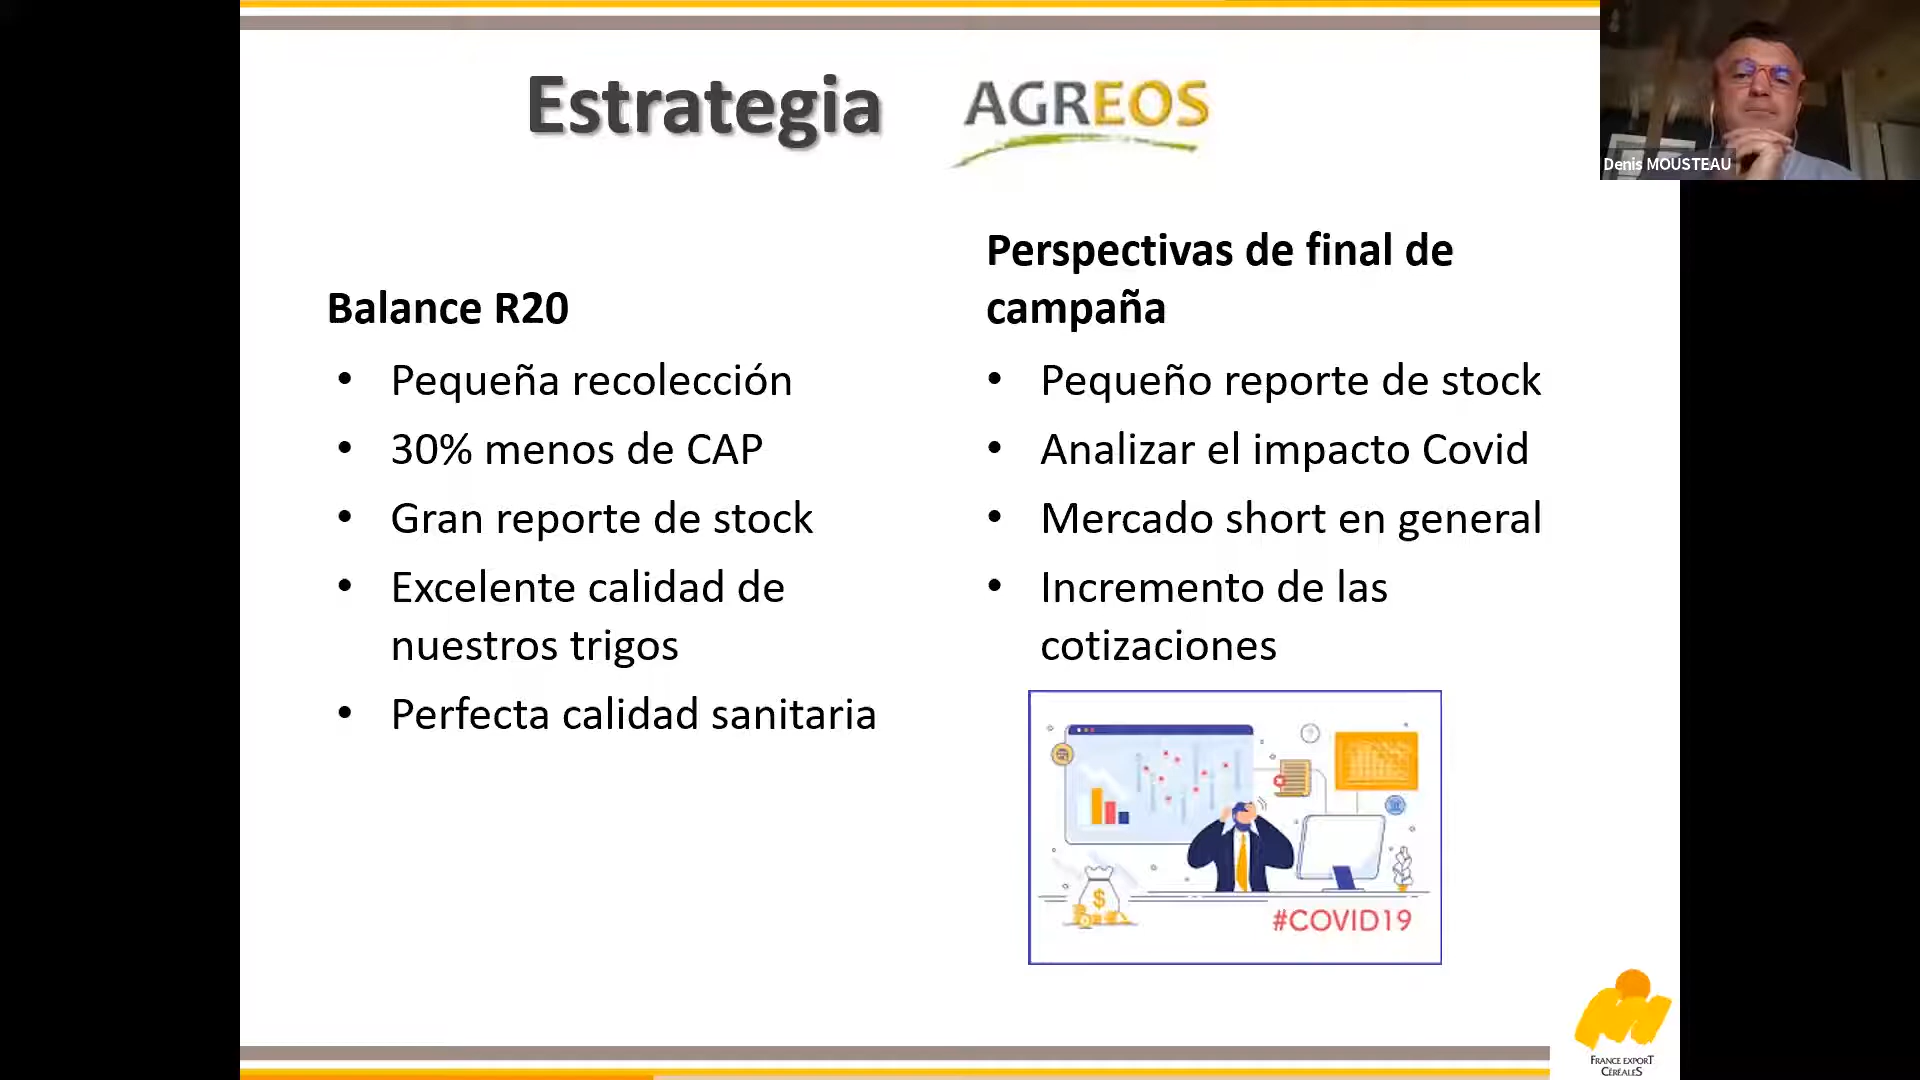 Estrategia
AGREOS
Denis MOUSTEAU
Balance R20
• Pequeña recolección
• 30% menos de CAP
• Gran reporte de stock
• Excelente calidad de
nuestros trigos
• Perfecta calidad sanitaria
Perspectivas de final de
campaña
• Pequeño reporte de stock
• Analizar el impacto Covid
• Mercado short en general
• Incremento de las
cotizaciones
$
#COVID19
FRANCE EXPORT
CÉRÉALES